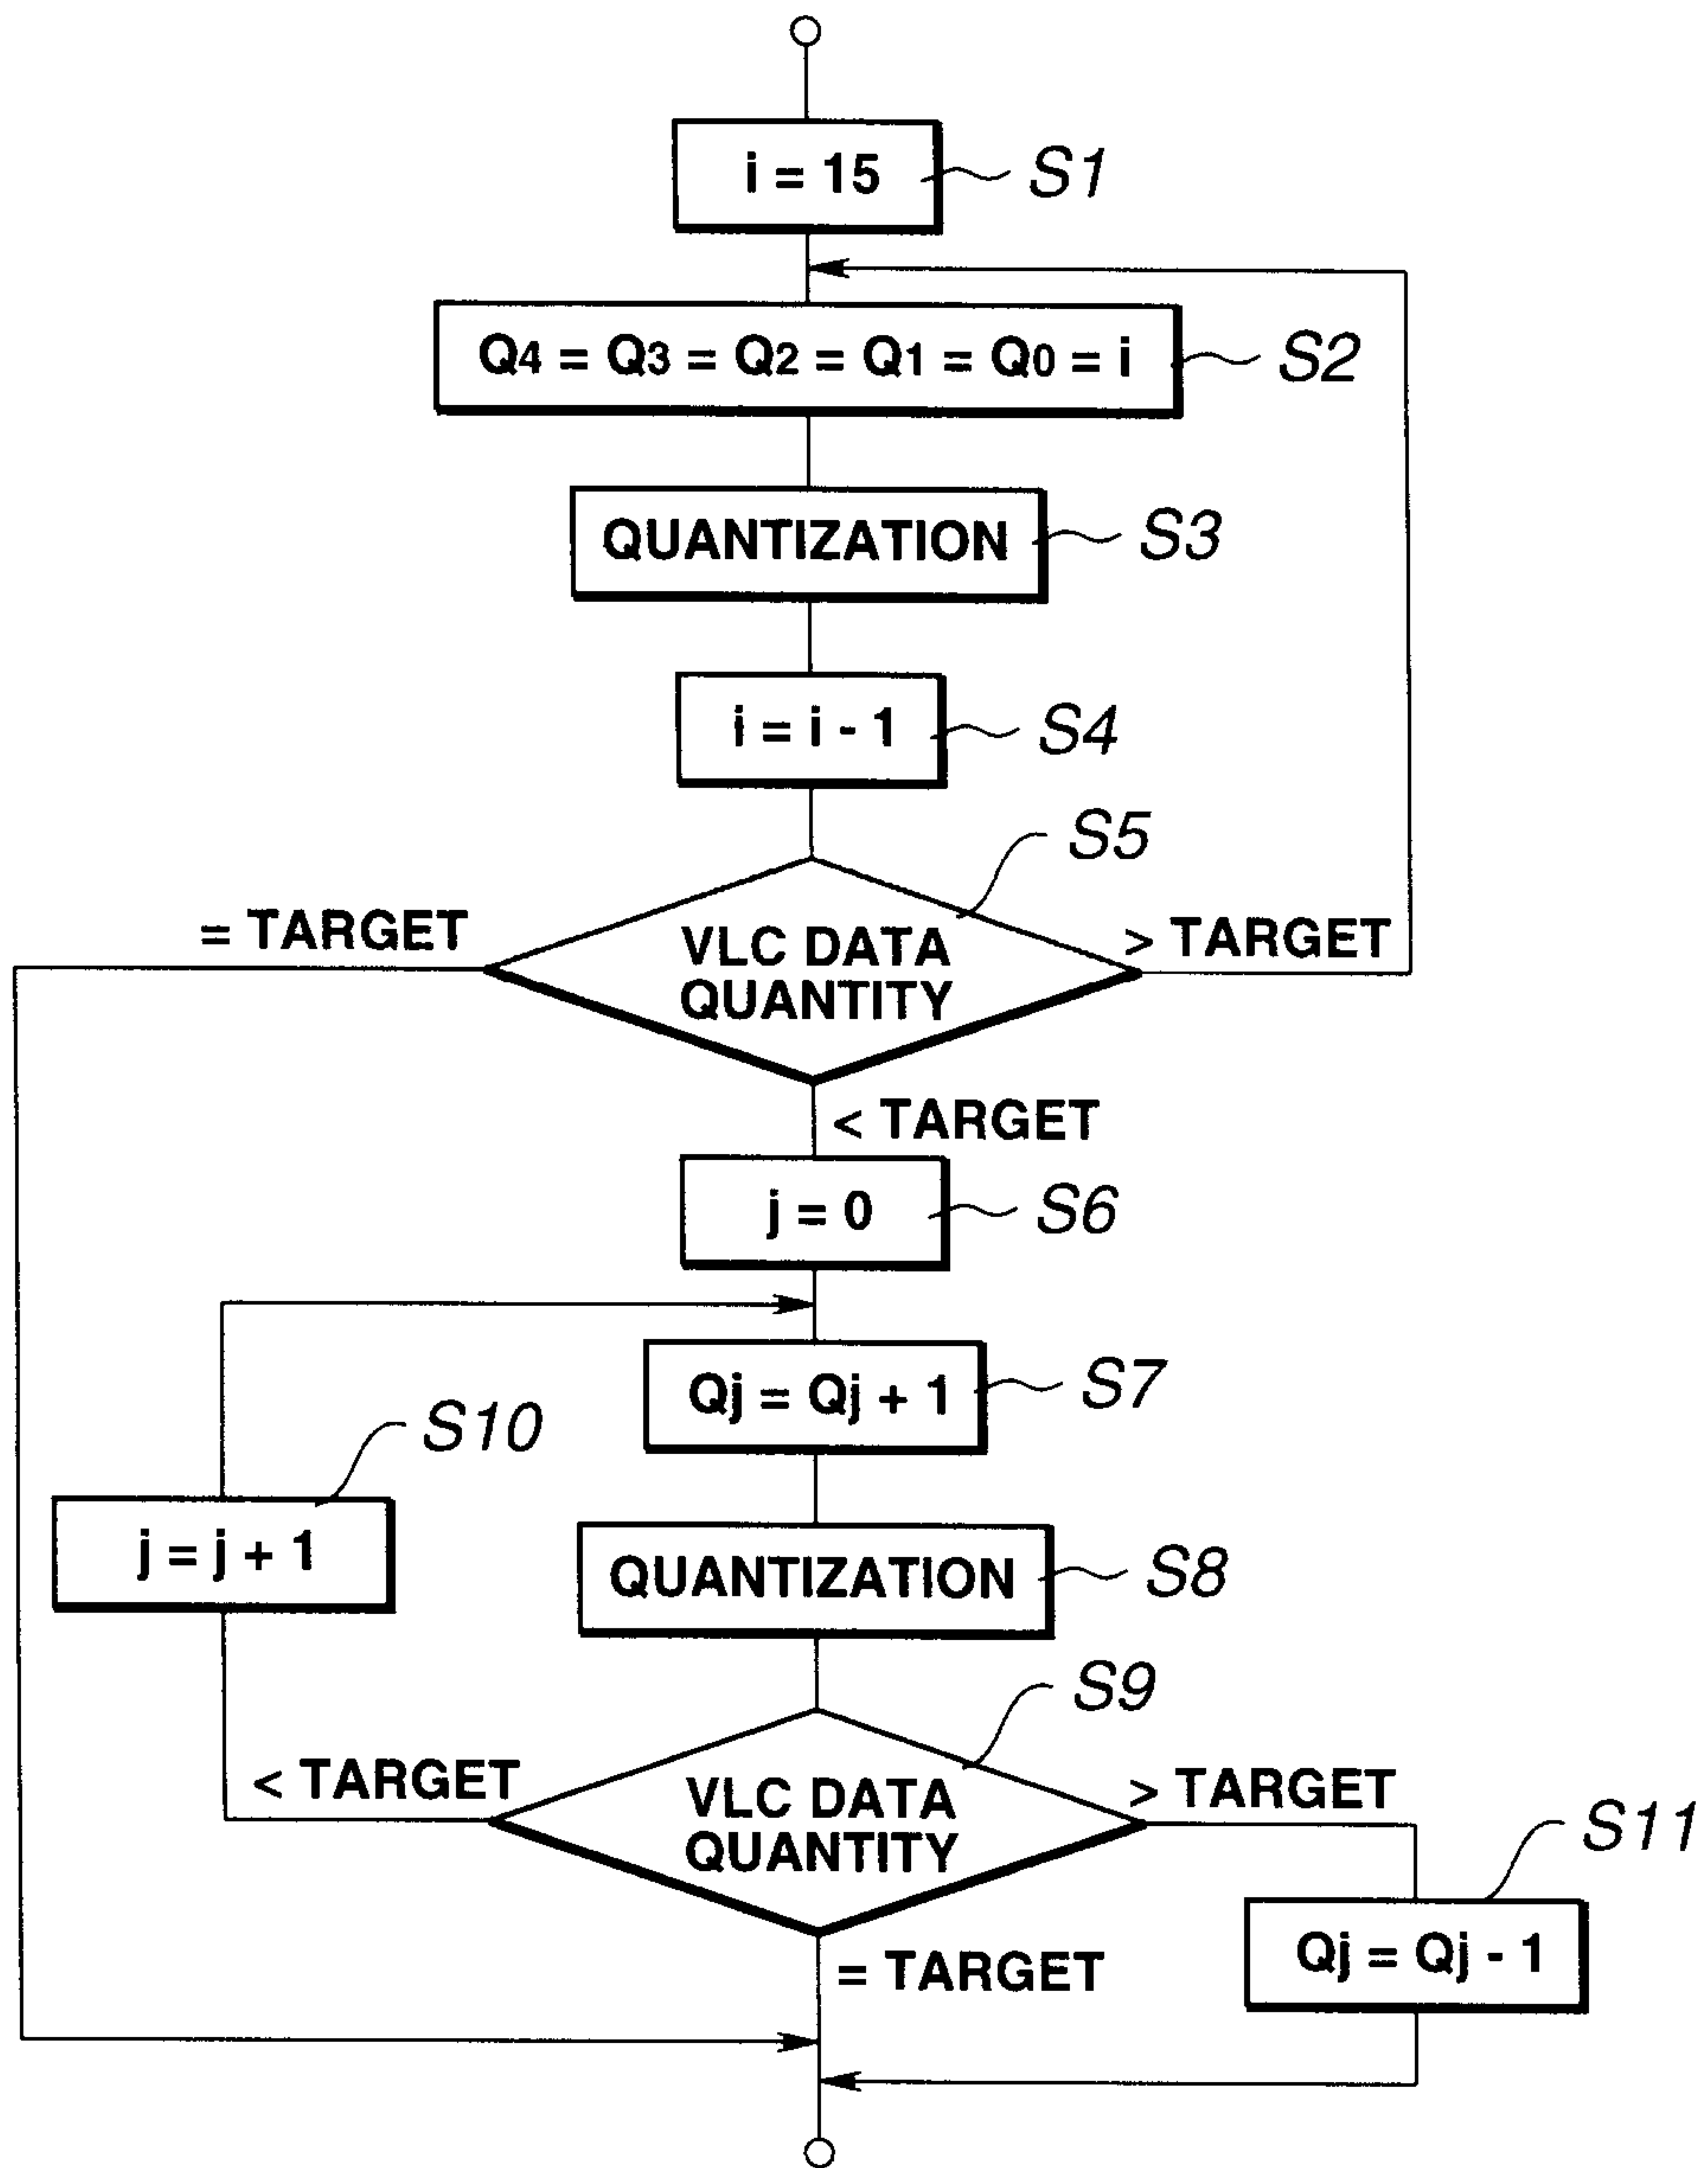 i = 15
S1
Q4 = Q3 = Q2 = Q1 = Q0 = i
S2
QUANTIZATION
S3
i = i - 1
S4
S5
= TARGET
VLC DATA
QUANTITY
> TARGET
< TARGET
j = 0
S6
Qj = Qj + 1
S7
S10
j = j + 1
QUANTIZATION
S8
S9
< TARGET
VLC DATA
QUANTITY
> TARGET
S11
Qj = Qj - 1
= TARGET